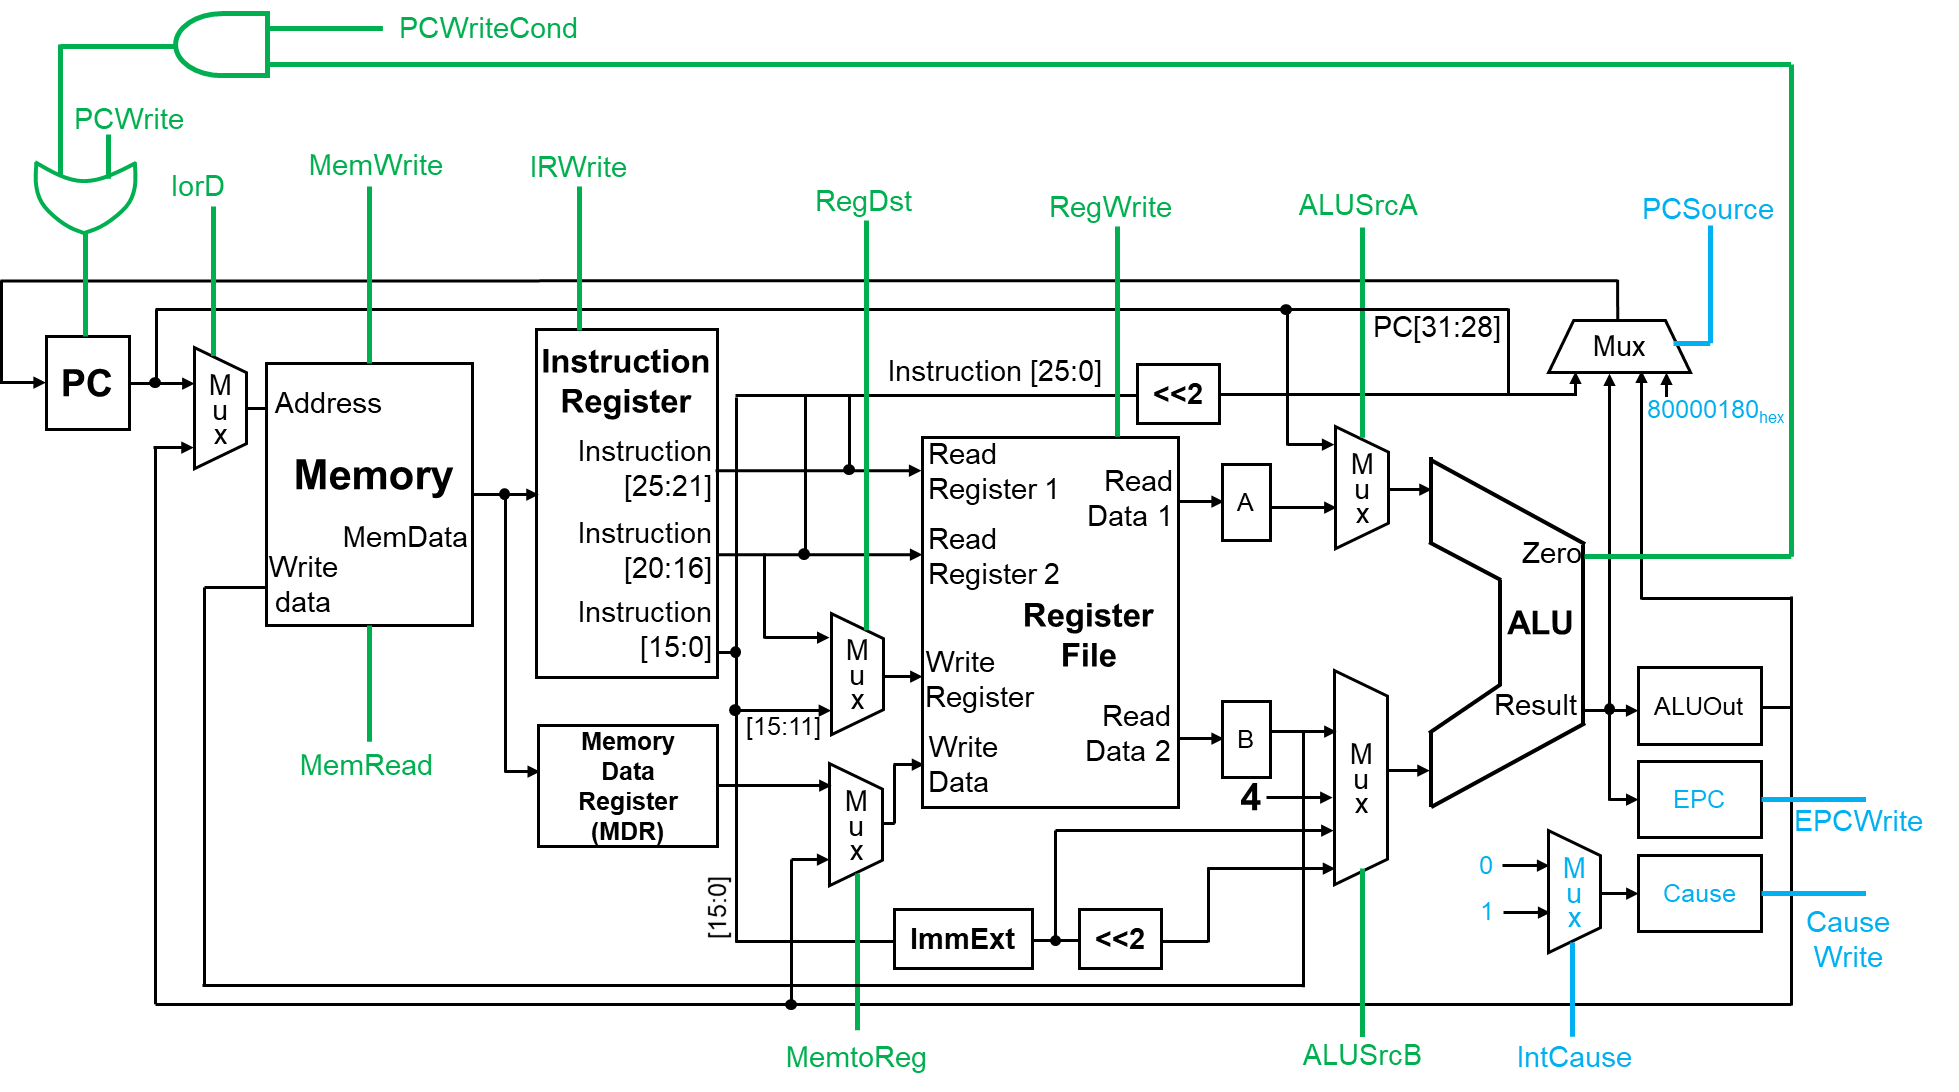 PCWriteCond
PCWrite
IorD
MemWrite
IRWrite
RegDst
RegWrite
ALUSrcA
PCSource
PC[31:28]
Mux
PC
M
u
x
Address
Memory
MemData
Write
data
MemRead
Instruction
Register
Instruction
[25:21]
Instruction
[20:16]
Instruction
[15:0]
Instruction [25:0]
<<2
80000180hex
Read
Register 1
Read
Register 2
Register
File
Write
Register
Write
Data
Read
Data 1
Read
Data 2
M
u
x
[15:11]
Memory
Data
Register
(MDR)
M
u
x
[15:0]
MemtoReg
A
B
4
M
u
x
M
u
x
ImmExt
<<2
ALUSrcB
Zero
ALU
Result
ALUOut
EPC
EPCWrite
0
1
M
u
x
Cause
Cause
Write
IntCause